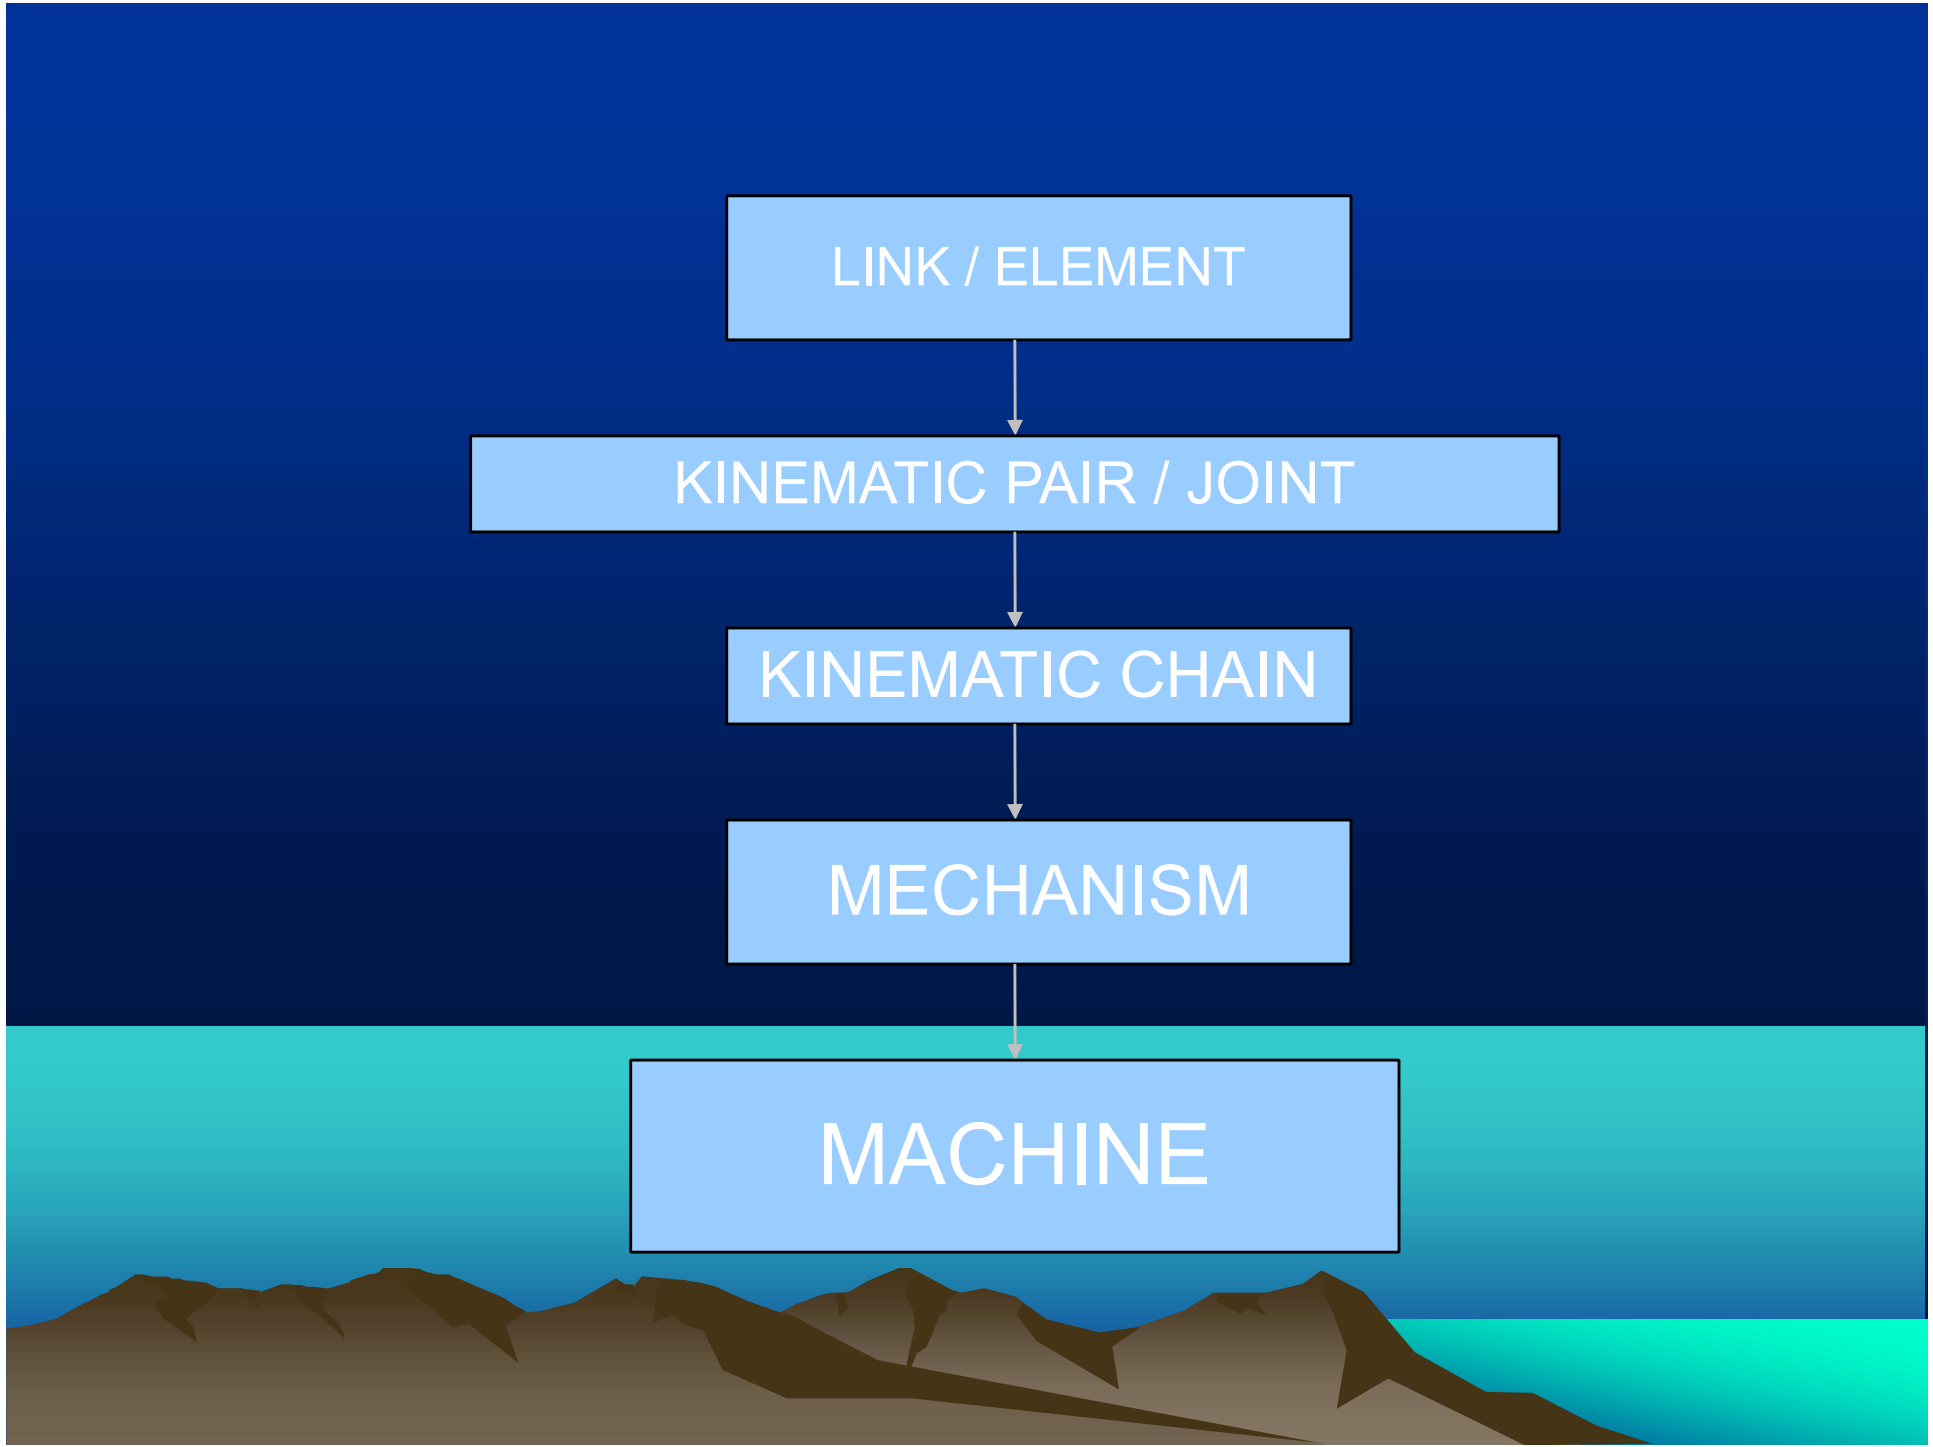 LINK / ELEMENT
KINEMATIC PAIR / JOINT
KINEMATIC CHAIN
MECHANISM
MACHINE